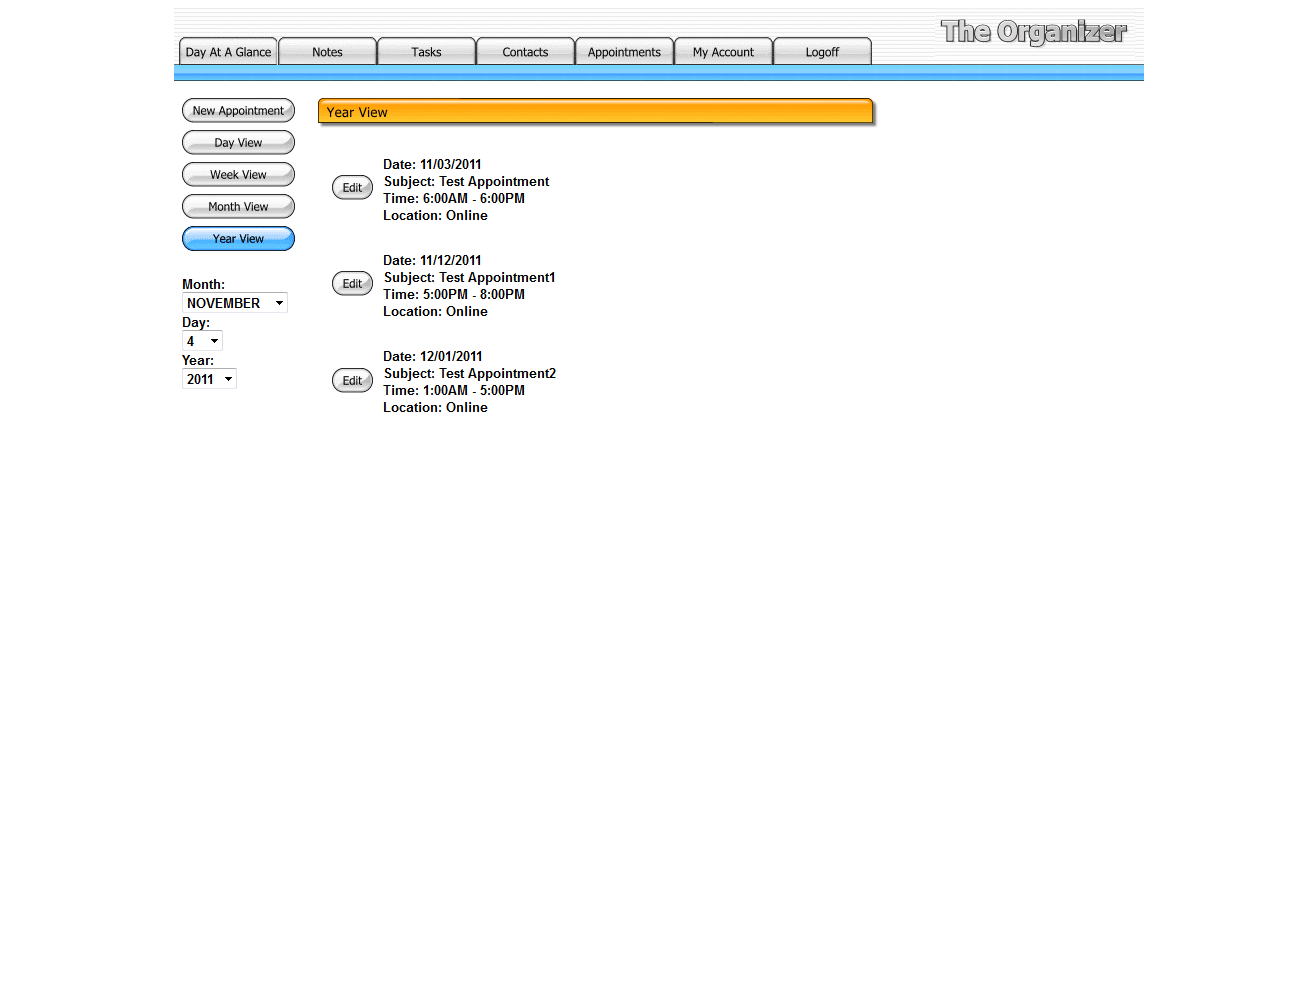 The Organizer
Day At A Glance
Notes
Tasks
Contacts
Appointments
My Account
Logoff
New Appointment
Day View
Week View
Month View
Year View
Month:
NOVEMBER
Day:
4
Year:
2011
Year View
Edit
Date: 11/03/2011
Subject: Test Appointment
Time: 6:00AM - 6:00PM
Location: Online
Edit
Date: 11/12/2011
Subject: Test Appointment1
Time: 5:00PM - 8:00PM
Location: Online
Edit
Date: 12/01/2011
Subject: Test Appointment2
Time: 1:00AM - 5:00PM
Location: Online